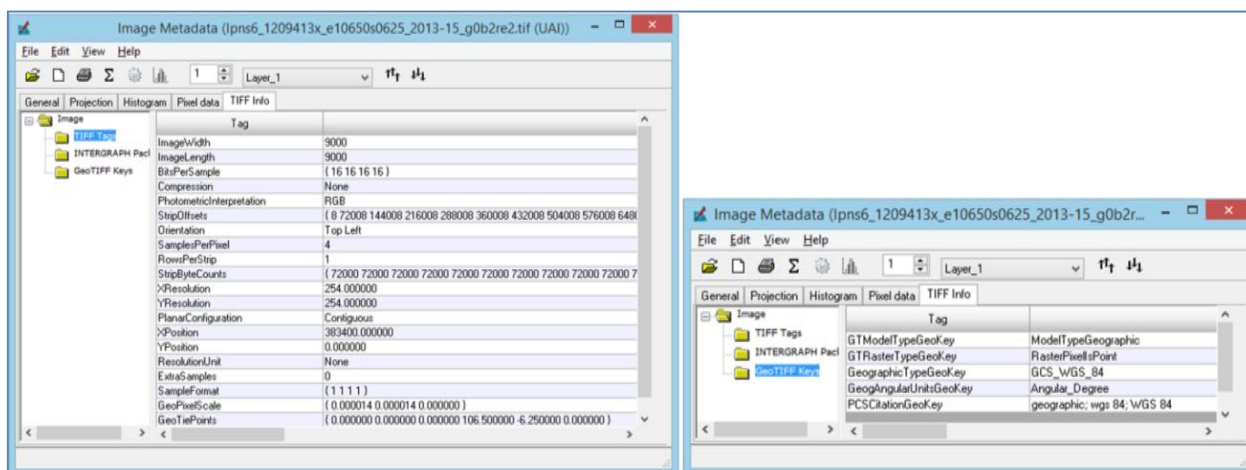 Image Metadata (Ipns6_1209413x_e10650s0625_2013-15_g0b2re2.tif (UAI))
File Edit View Help
1 Layer_1
General Projection Histogram Pixel data TIFF Info
Image
TIFF Tags
INTERGRAPH Pacl
GeoTIFF Keys
Tag
ImageWidth 9000
ImageLength 9000
BitsPerSample { 16 16 16 16 }
Compression None
PhotometricInterpretation RGB
StripOffsets { 8 72008 144008 216008 288008 360008 432008 504008 576008 6480
Orientation Top Left
SamplesPerPixel 4
RowsPerStrip 1
StripByteCounts { 72000 72000 72000 72000 72000 72000 72000 72000 72000 72000 7
XResolution 254.000000
YResolution 254.000000
PlanarConfiguration Contiguous
XPosition 383400.000000
YPosition 0.000000
ResolutionUnit None
ExtraSamples 0
SampleFormat { 1 1 1 1 }
GeoPixelScale { 0.000014 0.000014 0.000000 }
GeoTiePoints { 0.000000 0.000000 0.000000 106.500000 -6.250000 0.000000 }
Image Metadata (Ipns6_1209413x_e10650s0625_2013-15_g0b2r...
File Edit View Help
1 Layer_1
General Projection Histogram Pixel data TIFF Info
Image
TIFF Tags
INTERGRAPH Pacl
GeoTIFF Keys
Tag
GTModelTypeGeoKey ModelTypeGeographic
GTRasterTypeGeoKey RasterPixelIsPoint
GeographicTypeGeoKey GCS_WGS_84
GeogAngularUnitsGeoKey Angular_Degree
PCSCitationGeoKey geographic; wgs 84; WGS 84